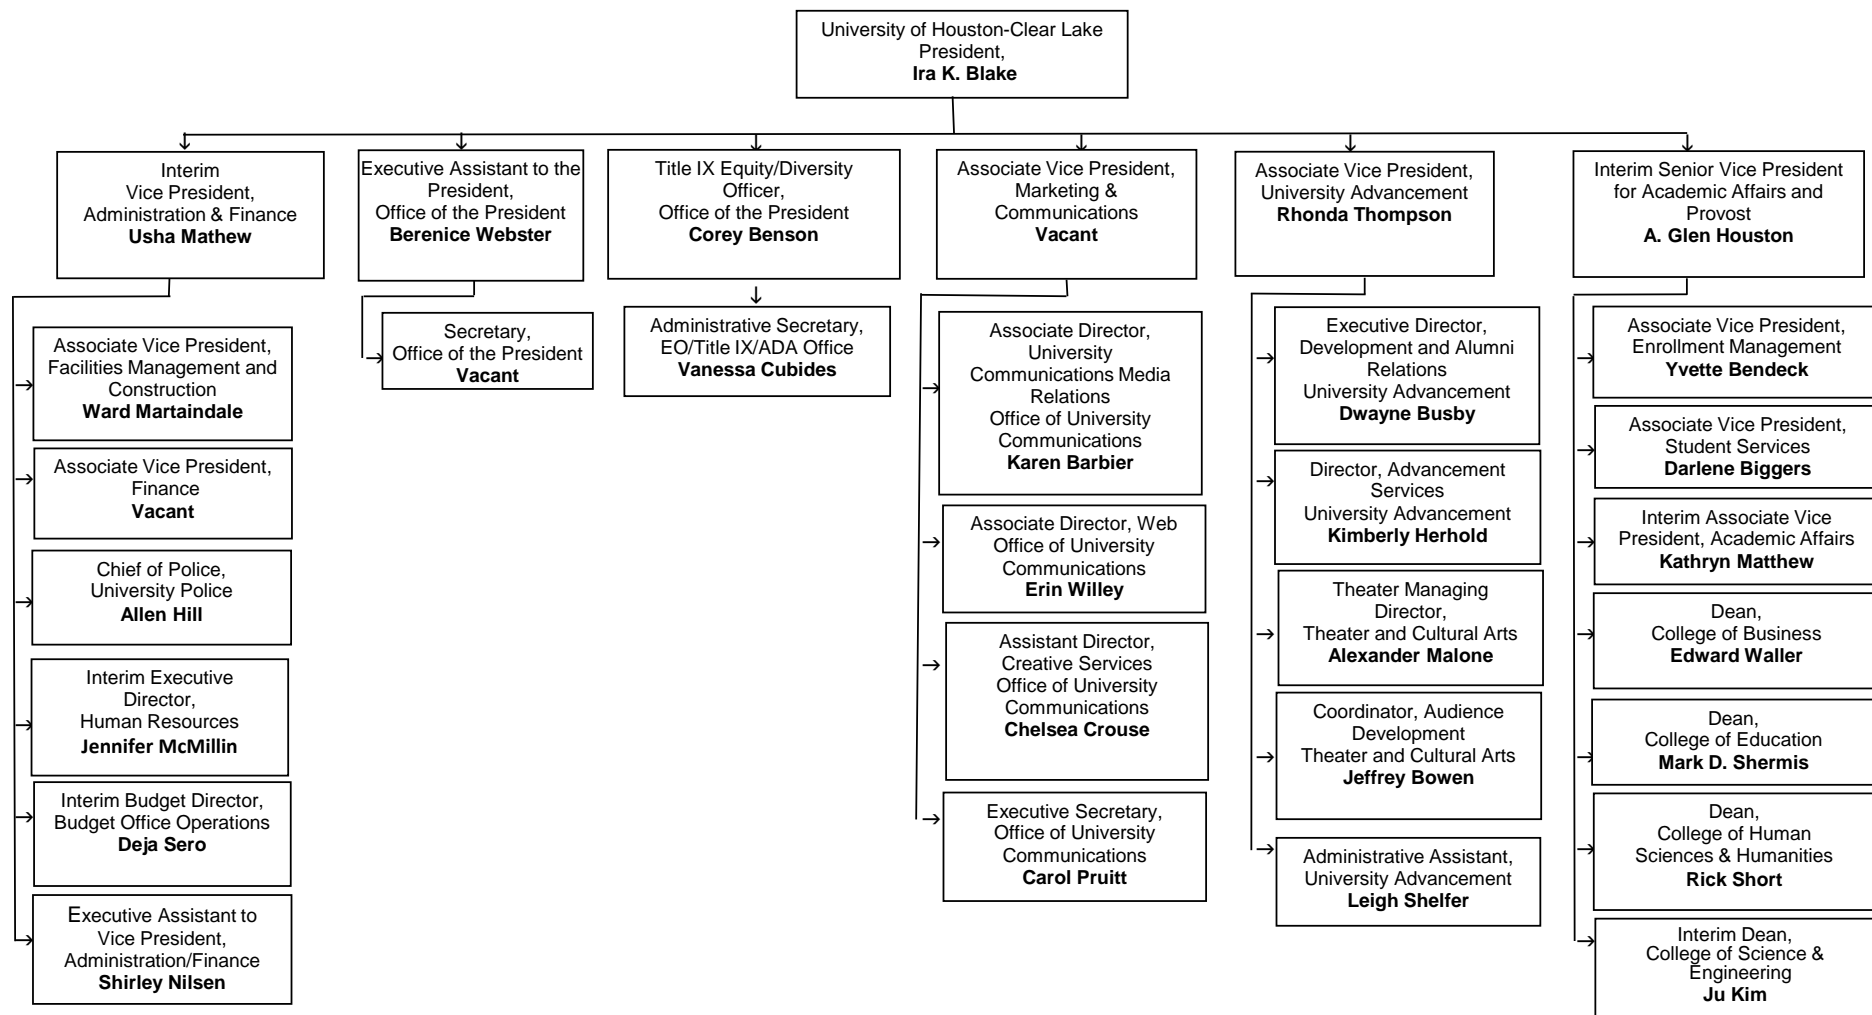 University of Houston-Clear Lake
President,
Ira K. Blake
Interim
Vice President,
Administration & Finance
Usha Mathew
Executive Assistant to the
President,
Office of the President
Berenice Webster
Title IX Equity/Diversity
Officer,
Office of the President
Corey Benson
Associate Vice President,
Marketing &
Communications
Vacant
Associate Vice President,
University Advancement
Rhonda Thompson
Interim Senior Vice President
for Academic Affairs and
Provost
A. Glen Houston
Associate Vice President,
Facilities Management and
Construction
Ward Martaindale
Associate Vice President,
Finance
Vacant
Chief of Police,
University Police
Allen Hill
Interim Executive
Director,
Human Resources
Jennifer McMillin
Interim Budget Director,
Budget Office Operations
Deja Sero
Executive Assistant to
Vice President,
Administration/Finance
Shirley Nilsen
Secretary,
Office of the President
Vacant
Administrative Secretary,
EO/Title IX/ADA Office
Vanessa Cubides
Associate Director,
University
Communications Media
Relations
Office of University
Communications
Karen Barbier
Associate Director, Web
Office of University
Communications
Erin Willey
Assistant Director,
Creative Services
Office of University
Communications
Chelsea Crouse
Executive Secretary,
Office of University
Communications
Carol Pruitt
Executive Director,
Development and Alumni
Relations
University Advancement
Dwayne Busby
Director, Advancement
Services
University Advancement
Kimberly Herhold
Theater Managing
Director,
Theater and Cultural Arts
Alexander Malone
Coordinator, Audience
Development
Theater and Cultural Arts
Jeffrey Bowen
Administrative Assistant,
University Advancement
Leigh Shelfer
Associate Vice President,
Enrollment Management
Yvette Bendeck
Associate Vice President,
Student Services
Darlene Biggers
Interim Associate Vice
President, Academic Affairs
Kathryn Matthew
Dean,
College of Business
Edward Waller
Dean,
College of Education
Mark D. Shermis
Dean,
College of Human
Sciences & Humanities
Rick Short
Interim Dean,
College of Science &
Engineering
Ju Kim